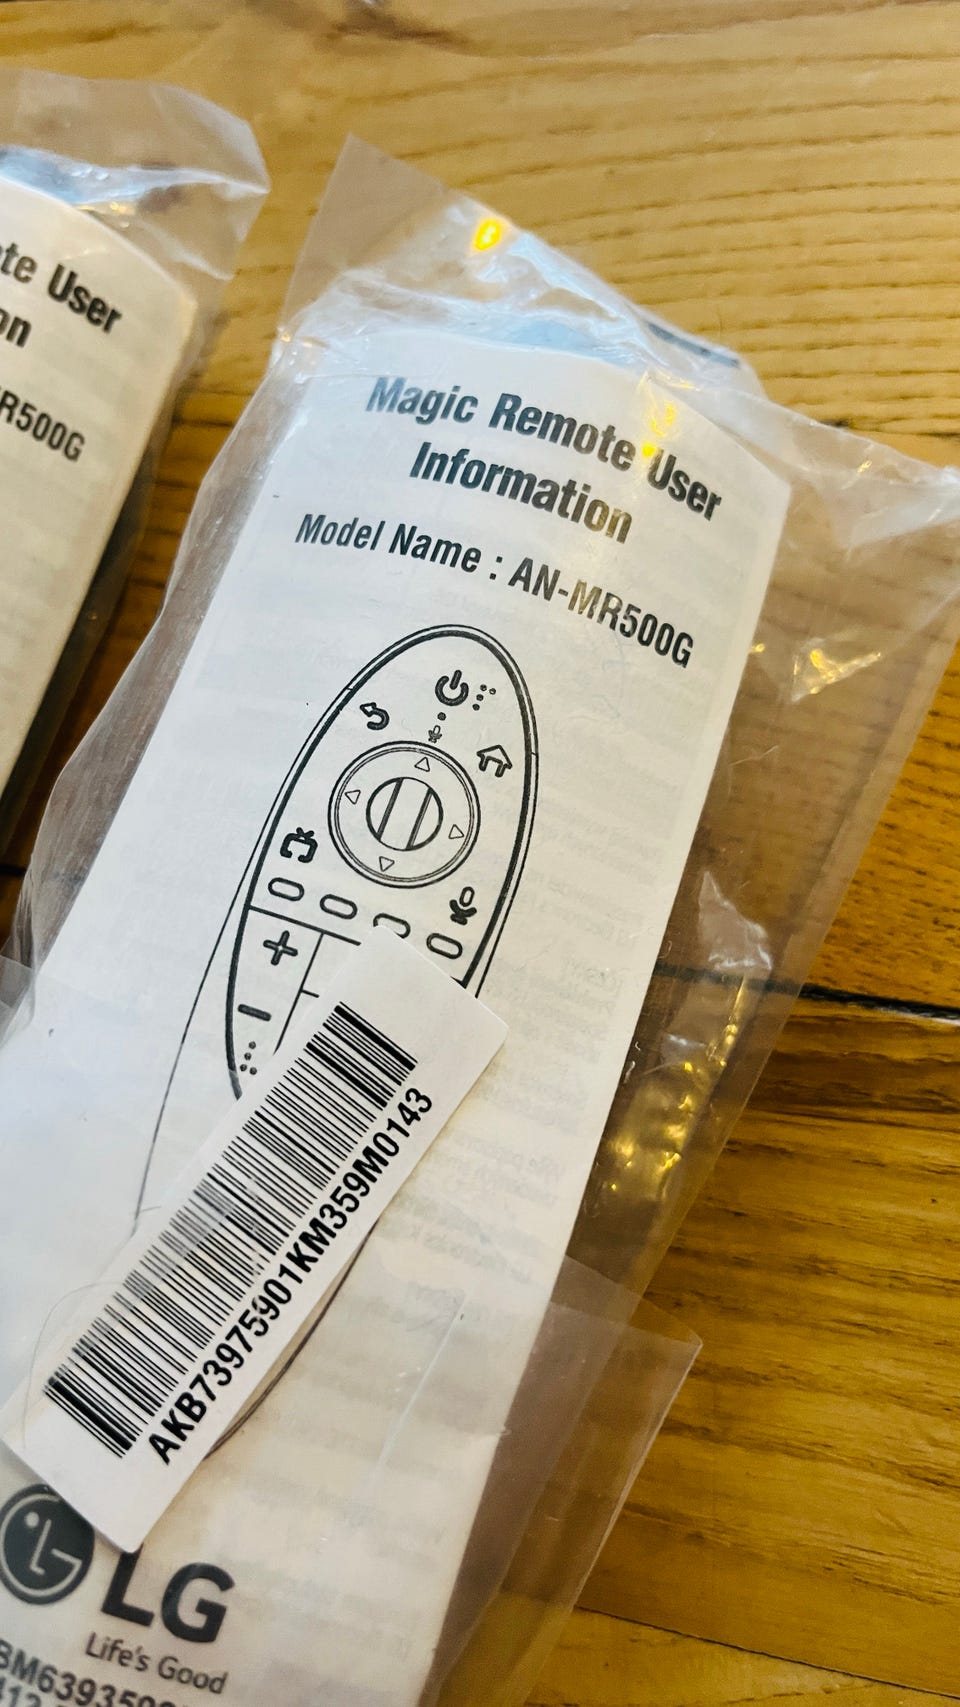 te User
on
R500G
Magic Remote User
Information
Model Name : AN-MR500G
AKB73975901KM359M0143
LG
Life's Good